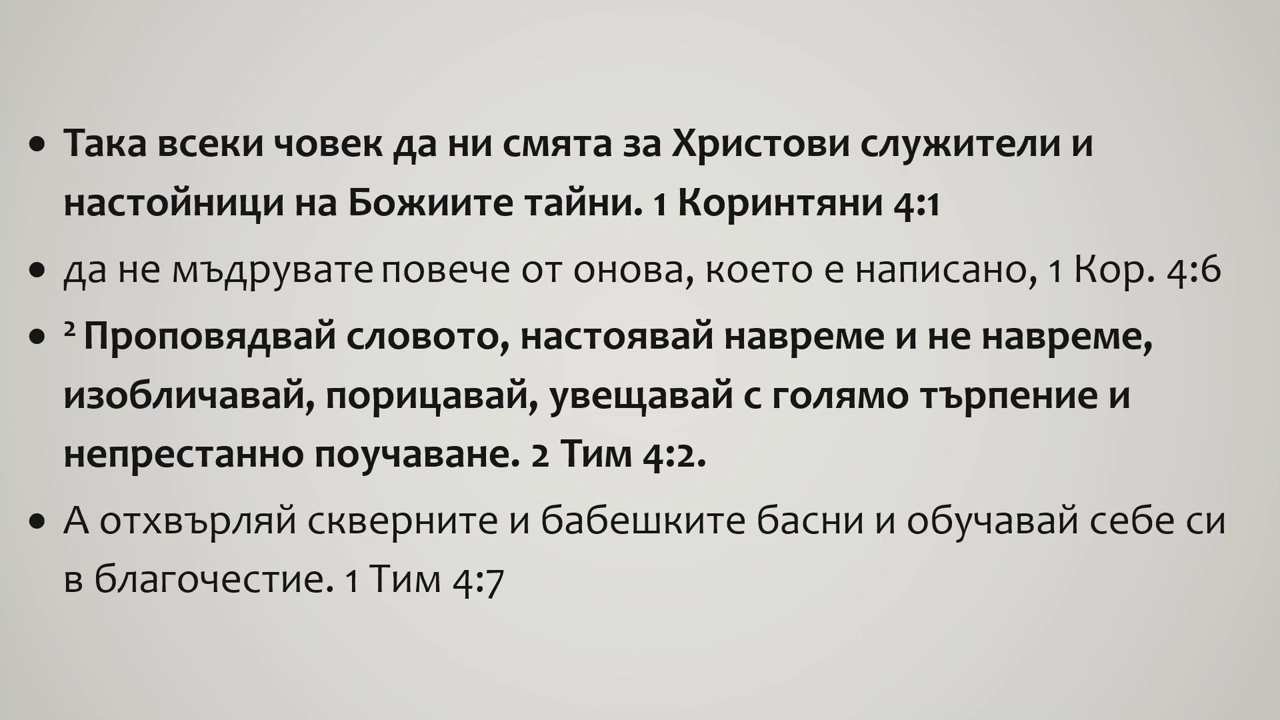 • Така всеки човек да ни смята за Христови служители и
настойници на Божиите тайни. 1 Коринтяни 4:1
• да не мъдрувате повече от онова, което е написано, 1 Кор. 4:6
• ² Проповядвай словото, настоявай навреме и не навреме,
изобличавай, порицавай, увещавай с голямо търпение и
непрестанно поучаване. 2 Тим 4:2.
• А отхвърляй скверните и бабешките басни и обучавай себе си
в благочестие. 1 Тим 4:7